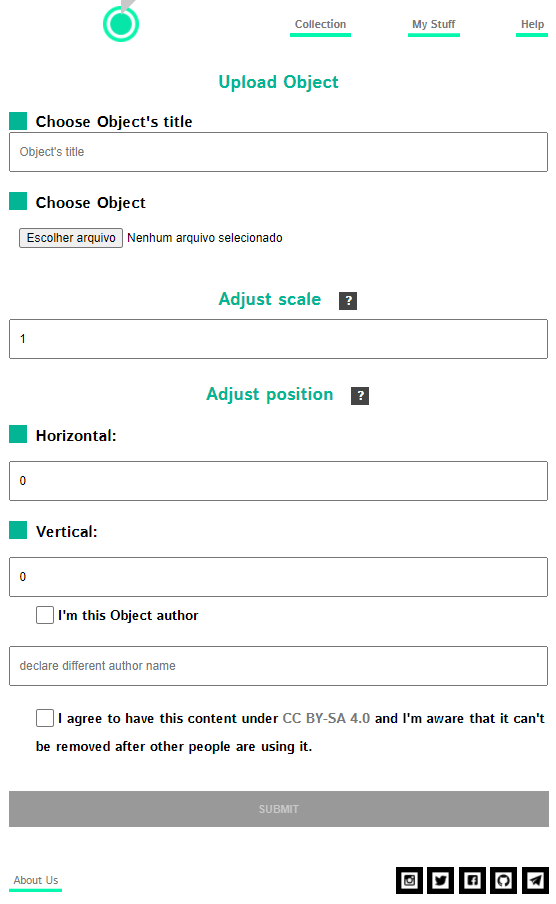 Collection My Stuff Help
Upload Object
Choose Object's title
Object's title
Choose Object
Escolher arquivo Nenhum arquivo selecionado
Adjust scale ?
1
Adjust position ?
Horizontal:
0
Vertical:
0
I'm this Object author
declare different author name
I agree to have this content under CC BY-SA 4.0 and I'm aware that it can't
be removed after other people are using it.
SUBMIT
About Us